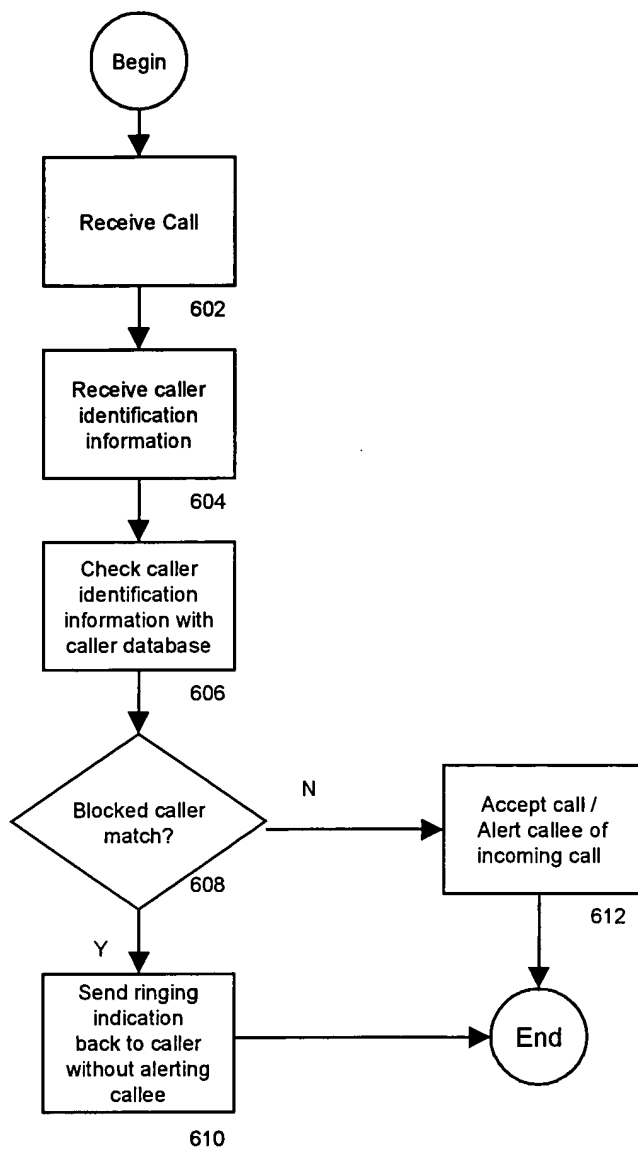 Begin
Receive Call
602
Receive caller
identification
information
604
Check caller
identification
information with
caller database
606
Blocked caller
match?
608
N
Accept call /
Alert callee of
incoming call
612
Y
Send ringing
indication
back to caller
without alerting
callee
610
End